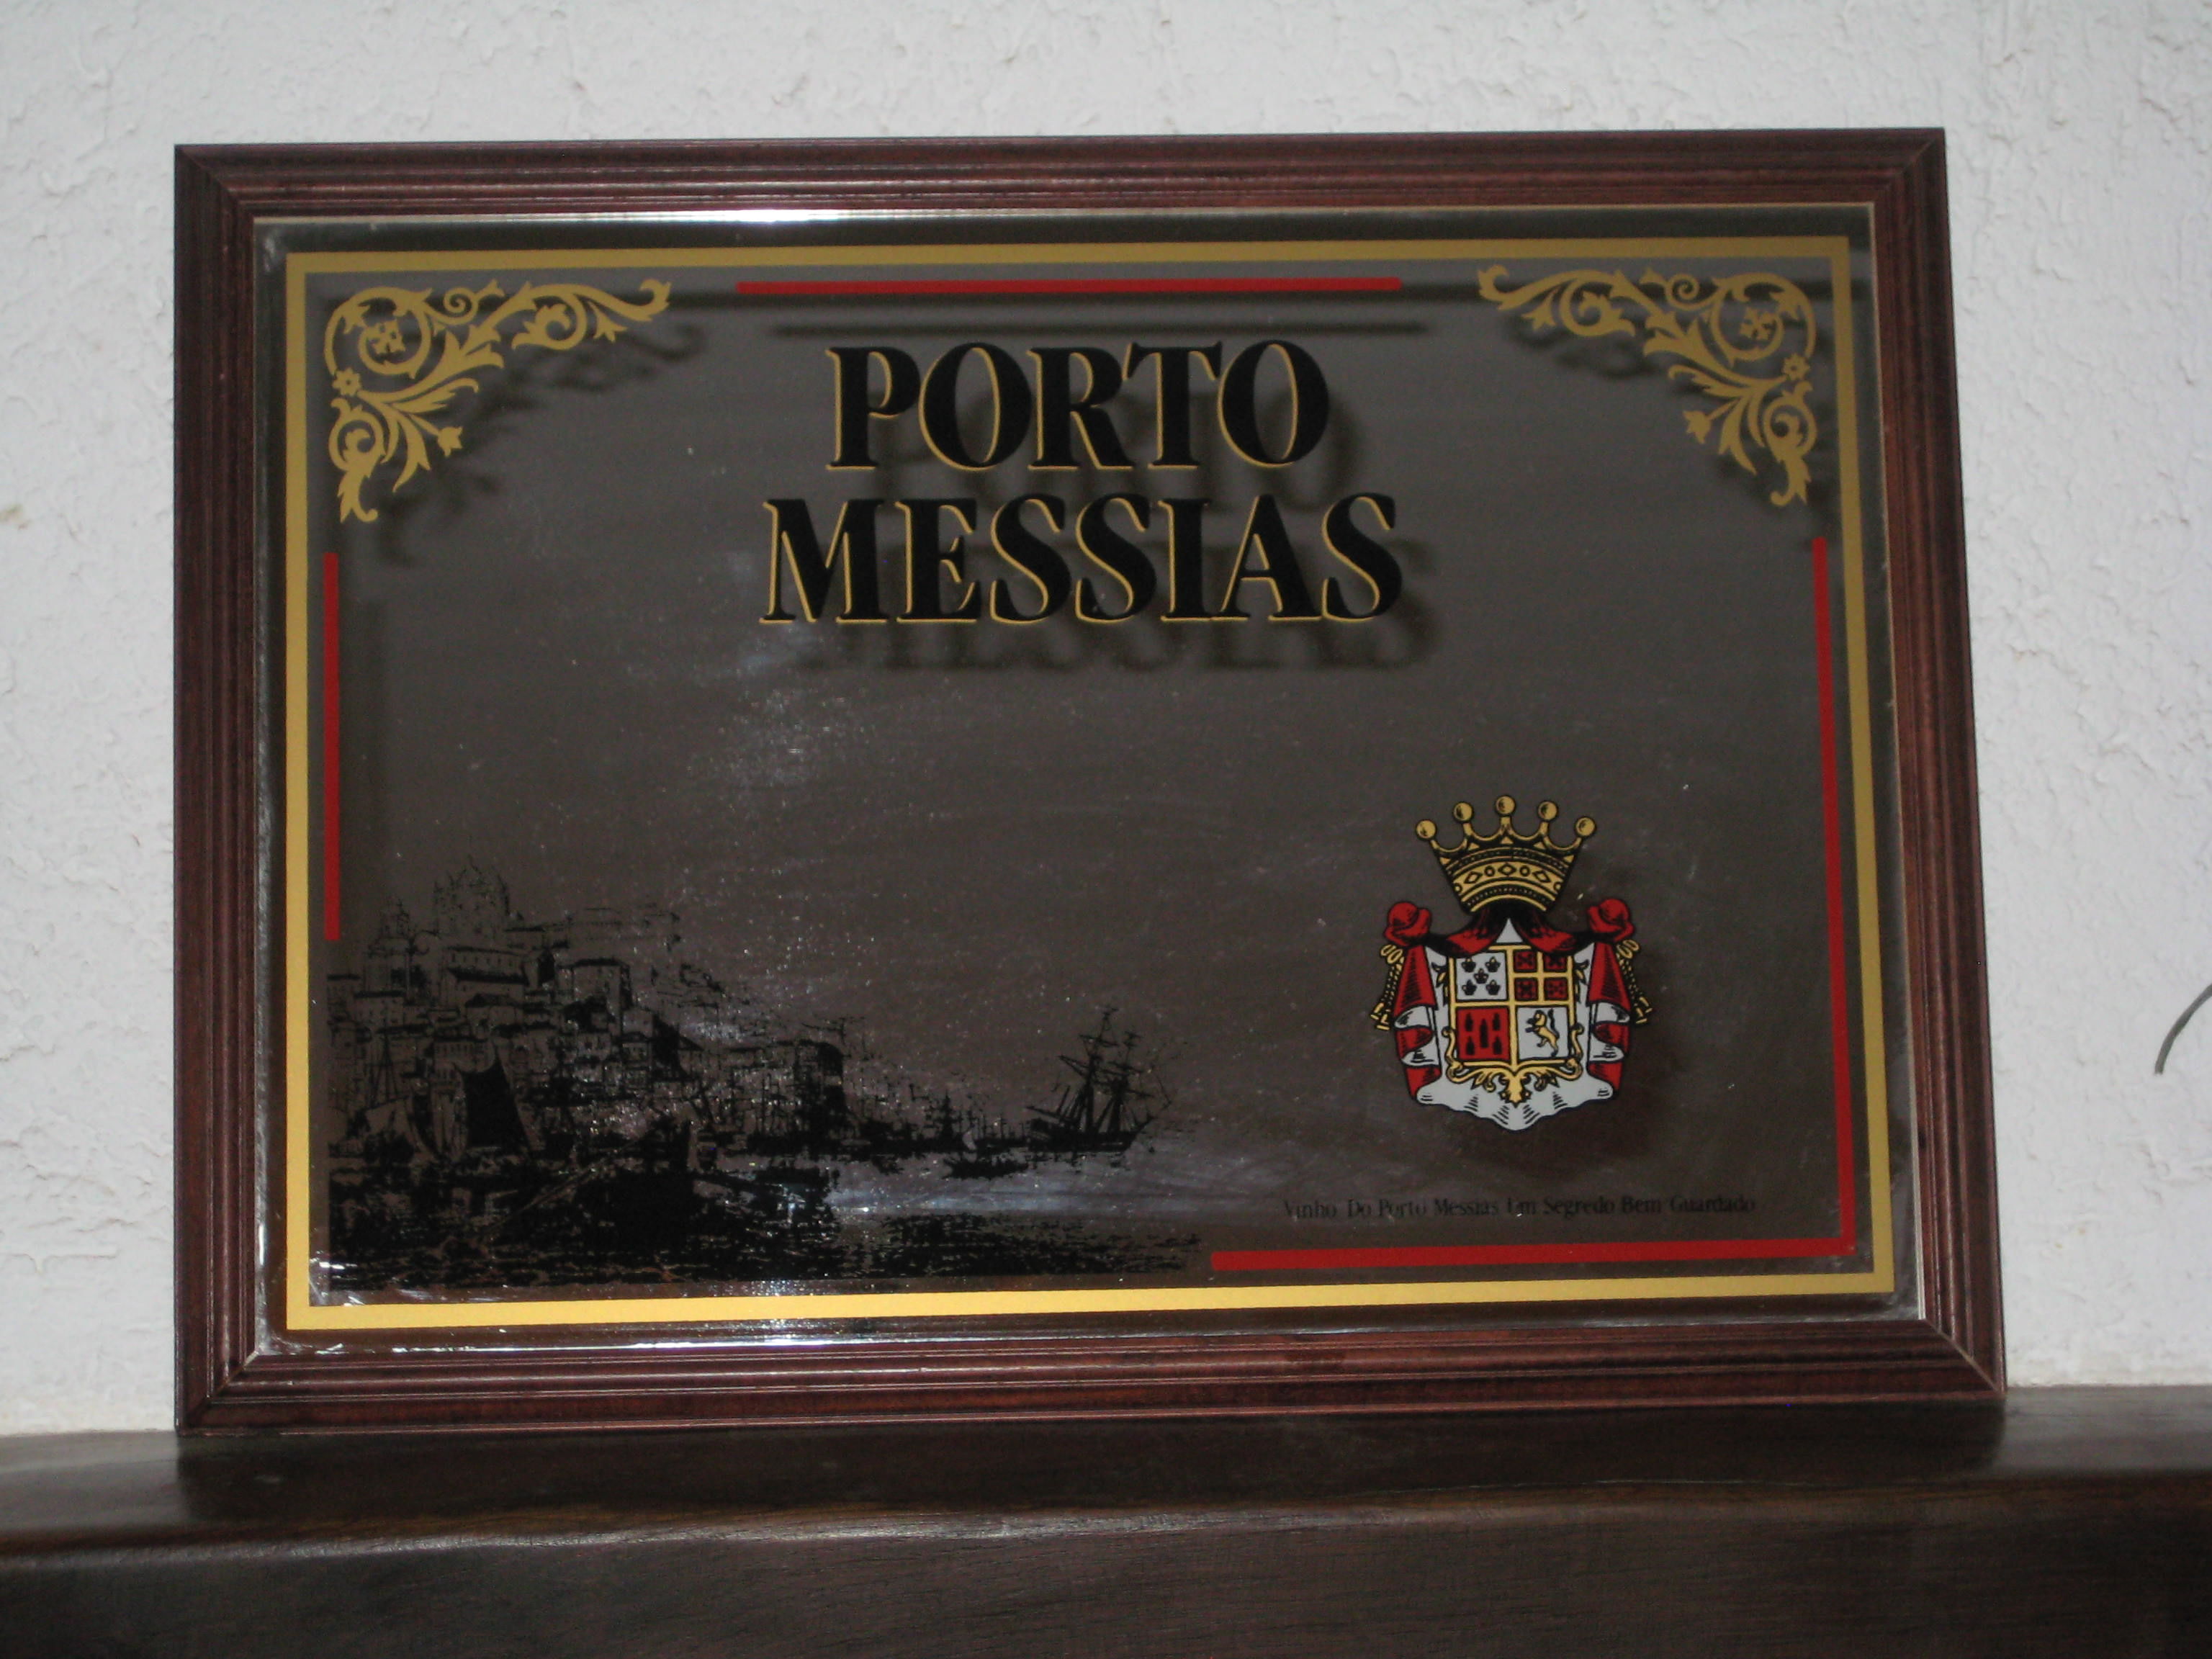 PORTO
MESSIAS
Vinho Do Porto Messias Um Segredo Bem Guardado